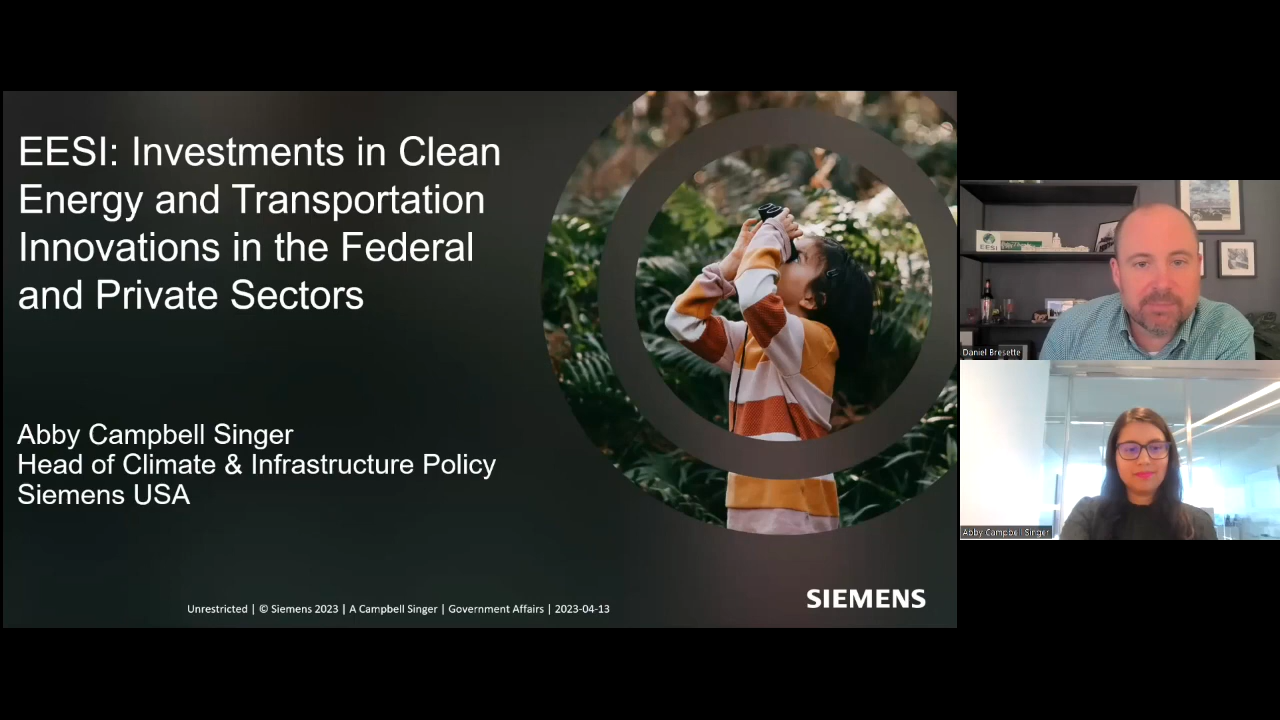 EESI: Investments in Clean
Energy and Transportation
Innovations in the Federal
and Private Sectors
Abby Campbell Singer
Head of Climate & Infrastructure Policy
Siemens USA
Unrestricted | © Siemens 2023 | A Campbell Singer | Government Affairs | 2023-04-13
SIEMENS
EESI
Daniel Bresette
Abby Campbell Singer